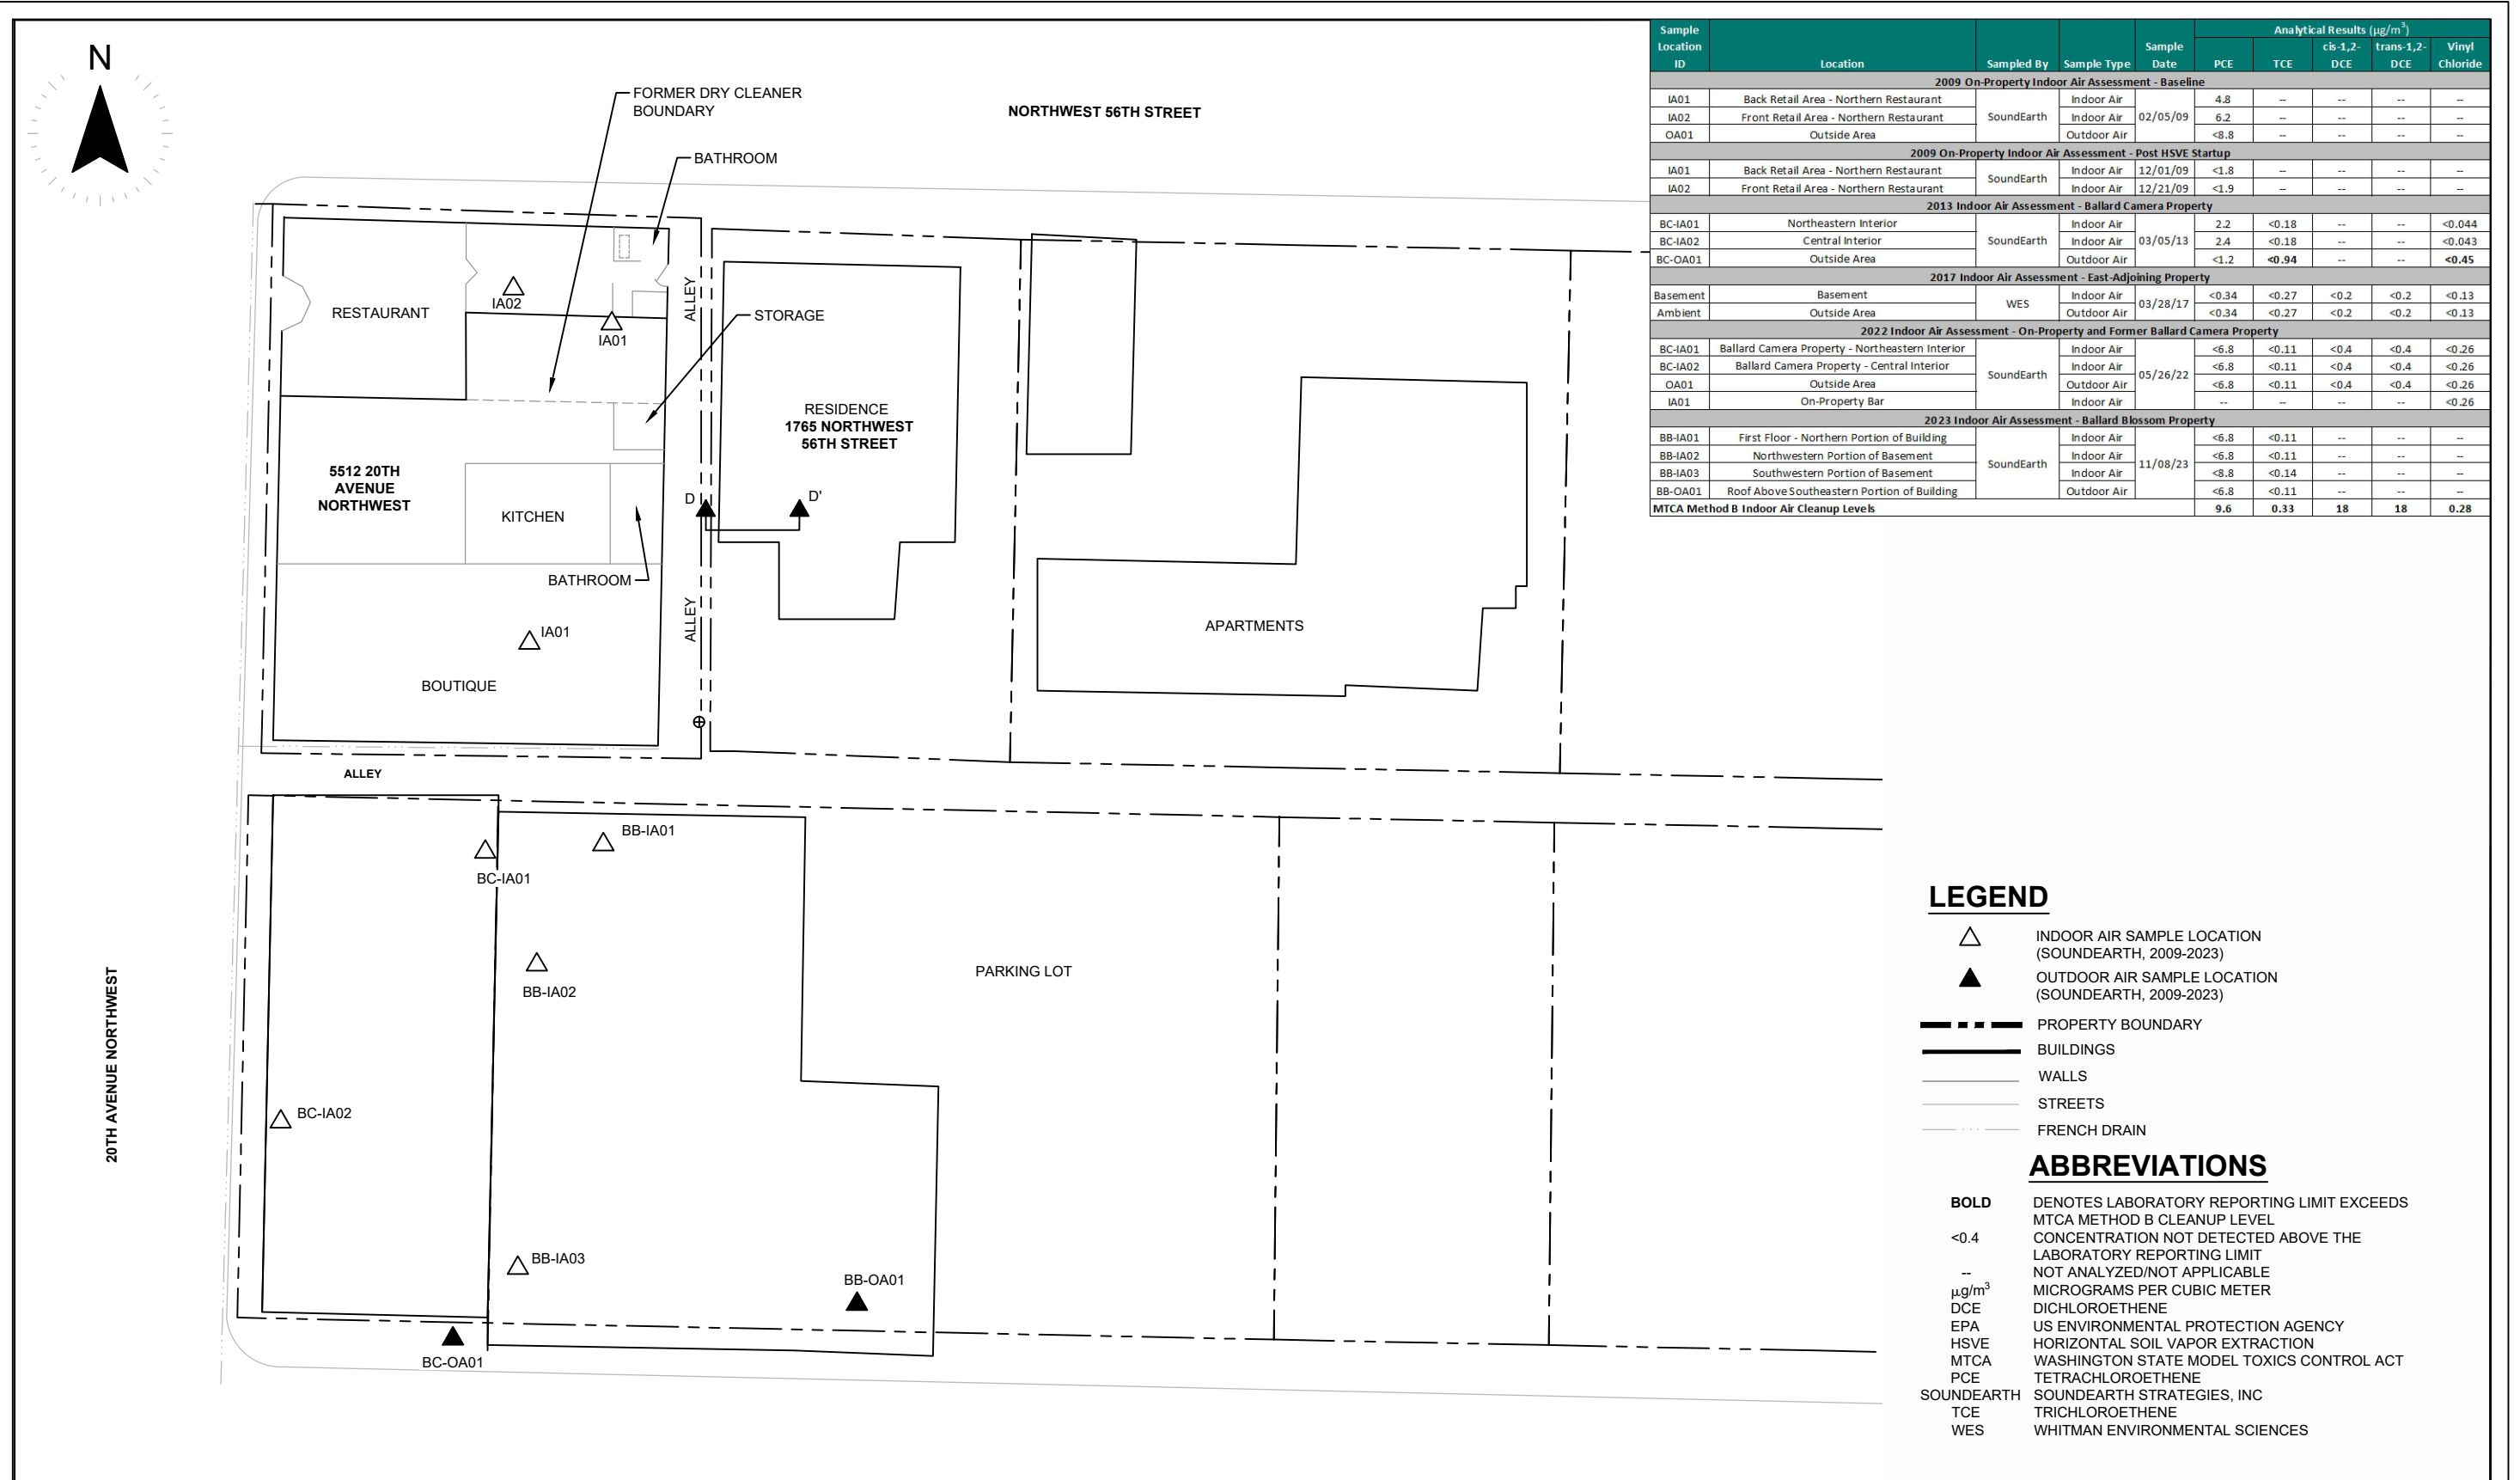 N
FORMER DRY CLEANER
BOUNDARY
NORTHWEST 56TH STREET
BATHROOM
ALLEY
RESTAURANT
IA02
IA01
STORAGE
RESIDENCE
1765 NORTHWEST
56TH STREET
5512 20TH
AVENUE
NORTHWEST
KITCHEN
D
D'
BATHROOM
ALLEY
IA01
BOUTIQUE
APARTMENTS
ALLEY
BB-IA01
BC-IA01
BB-IA02
PARKING LOT
20TH AVENUE NORTHWEST
BC-IA02
BB-IA03
BB-OA01
BC-OA01
Sample Location ID Location Sampled By Sample Type Sample Date Analytical Results (µg/m³)
PCE TCE cis-1,2-DCE trans-1,2-DCE Vinyl Chloride
2009 On-Property Indoor Air Assessment - Baseline
IA01 Back Retail Area - Northern Restaurant SoundEarth Indoor Air 02/05/09 4.8 -- -- -- --
IA02 Front Retail Area - Northern Restaurant Indoor Air 6.2 -- -- -- --
OA01 Outside Area Outdoor Air <8.8 -- -- -- --
2009 On-Property Indoor Air Assessment - Post HSVE Startup
IA01 Back Retail Area - Northern Restaurant SoundEarth Indoor Air 12/01/09 <1.8 -- -- -- --
IA02 Front Retail Area - Northern Restaurant Indoor Air 12/21/09 <1.9 -- -- -- --
2013 Indoor Air Assessment - Ballard Camera Property
BC-IA01 Northeastern Interior SoundEarth Indoor Air 03/05/13 2.2 <0.18 -- -- <0.044
BC-IA02 Central Interior Indoor Air 2.4 <0.18 -- -- <0.043
BC-OA01 Outside Area Outdoor Air <1.2 <0.94 -- -- <0.45
2017 Indoor Air Assessment - East-Adjoining Property
Basement Basement WES Indoor Air 03/28/17 <0.34 <0.27 <0.2 <0.2 <0.13
Ambient Outside Area Outdoor Air <0.34 <0.27 <0.2 <0.2 <0.13
2022 Indoor Air Assessment - On-Property and Former Ballard Camera Property
BC-IA01 Ballard Camera Property - Northeastern Interior SoundEarth Indoor Air 05/26/22 <6.8 <0.11 <0.4 <0.4 <0.26
BC-IA02 Ballard Camera Property - Central Interior Indoor Air <6.8 <0.11 <0.4 <0.4 <0.26
OA01 Outside Area Outdoor Air <6.8 <0.11 <0.4 <0.4 <0.26
IA01 On-Property Bar Indoor Air -- -- -- -- <0.26
2023 Indoor Air Assessment - Ballard Blossom Property
BB-IA01 First Floor - Northern Portion of Building SoundEarth Indoor Air 11/08/23 <6.8 <0.11 -- -- --
BB-IA02 Northwestern Portion of Basement Indoor Air <6.8 <0.11 -- -- --
BB-IA03 Southwestern Portion of Basement Indoor Air <8.8 <0.14 -- -- --
BB-OA01 Roof Above Southeastern Portion of Building Outdoor Air <6.8 <0.11 -- -- --
MTCA Method B Indoor Air Cleanup Levels 9.6 0.33 18 18 0.28
LEGEND
INDOOR AIR SAMPLE LOCATION
(SOUNDEARTH, 2009-2023)
OUTDOOR AIR SAMPLE LOCATION
(SOUNDEARTH, 2009-2023)
PROPERTY BOUNDARY
BUILDINGS
WALLS
STREETS
FRENCH DRAIN
ABBREVIATIONS
BOLD DENOTES LABORATORY REPORTING LIMIT EXCEEDS
MTCA METHOD B CLEANUP LEVEL
<0.4 CONCENTRATION NOT DETECTED ABOVE THE
LABORATORY REPORTING LIMIT
-- NOT ANALYZED/NOT APPLICABLE
µg/m³ MICROGRAMS PER CUBIC METER
DCE DICHLOROETHENE
EPA US ENVIRONMENTAL PROTECTION AGENCY
HSVE HORIZONTAL SOIL VAPOR EXTRACTION
MTCA WASHINGTON STATE MODEL TOXICS CONTROL ACT
PCE TETRACHLOROETHENE
SOUNDEARTH SOUNDEARTH STRATEGIES, INC
TCE TRICHLOROETHENE
WES WHITMAN ENVIRONMENTAL SCIENCES